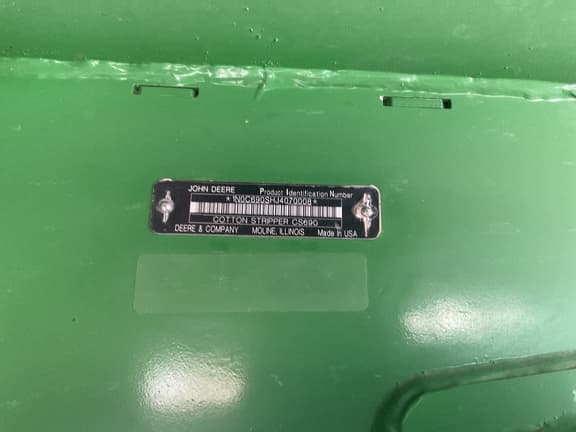 JOHN DEERE Product Identification Number
*1N0C690SHJ4070008*
COTTON STRIPPER CS690
DEERE & COMPANY MOLINE, ILLINOIS Made In USA